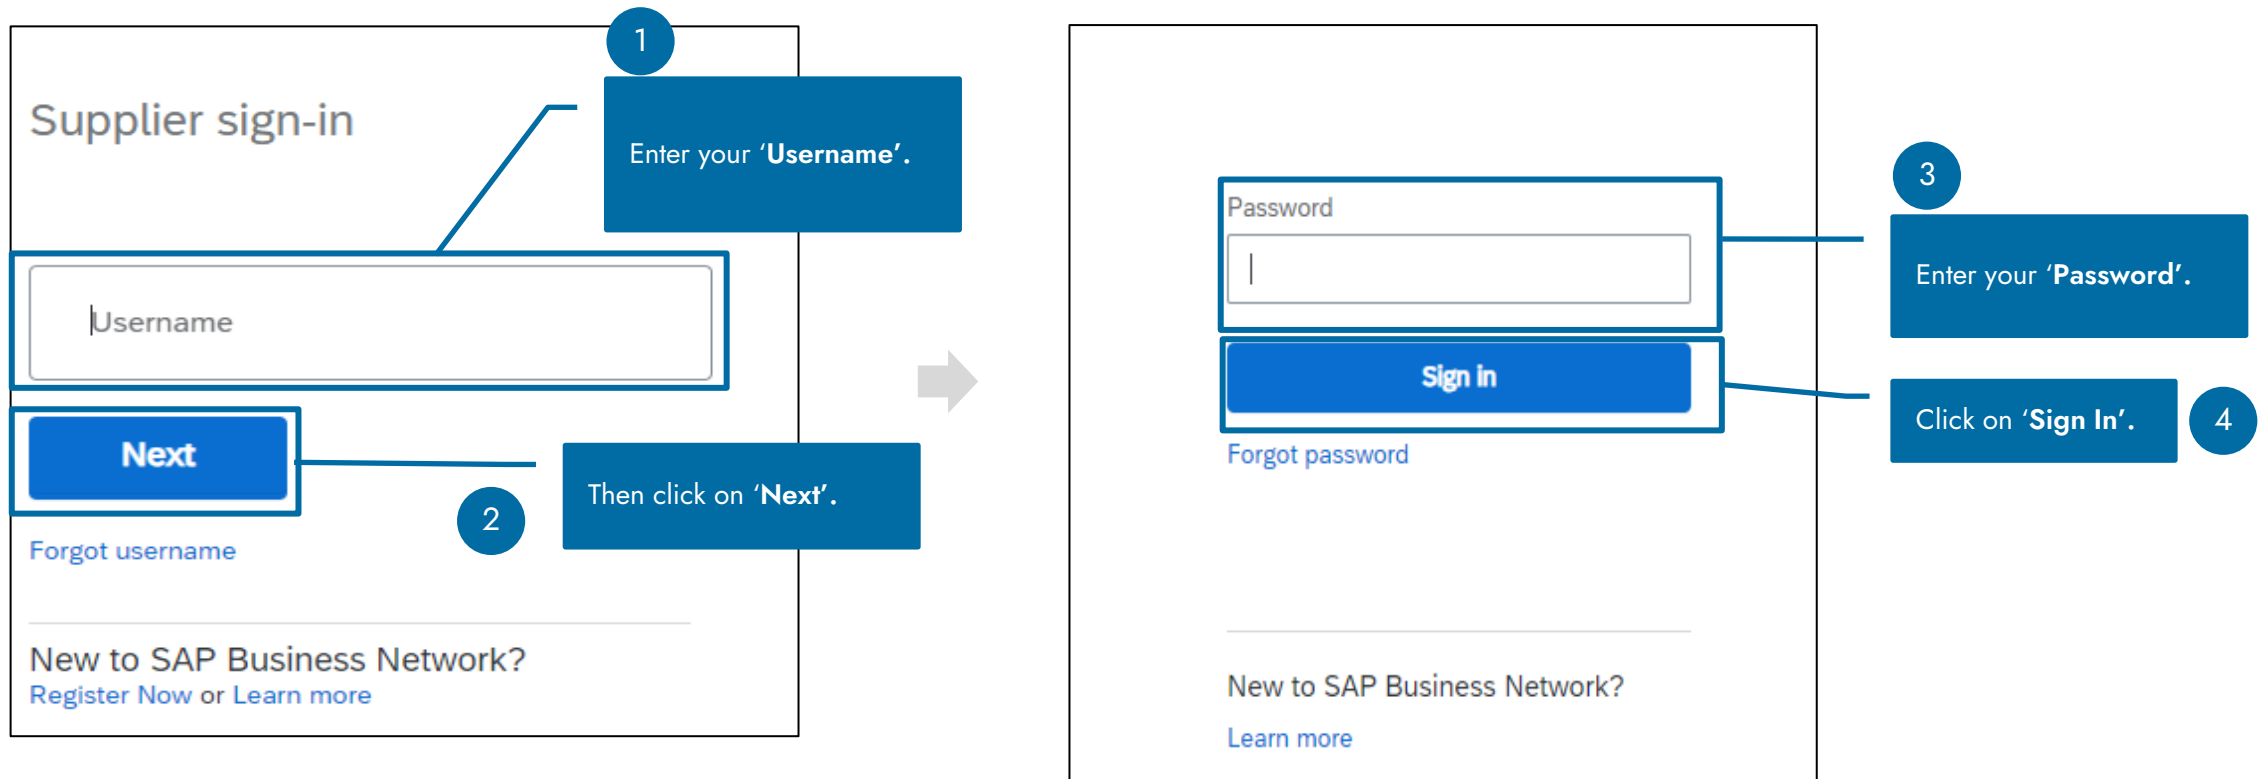 1
Supplier sign-in
Enter your ‘Username’.
Username
Next
2
Then click on ‘Next’.
Forgot username
New to SAP Business Network?
Register Now or Learn more
3
Password
Enter your ‘Password’.
Sign in
Click on ‘Sign In’.
4
Forgot password
New to SAP Business Network?
Learn more